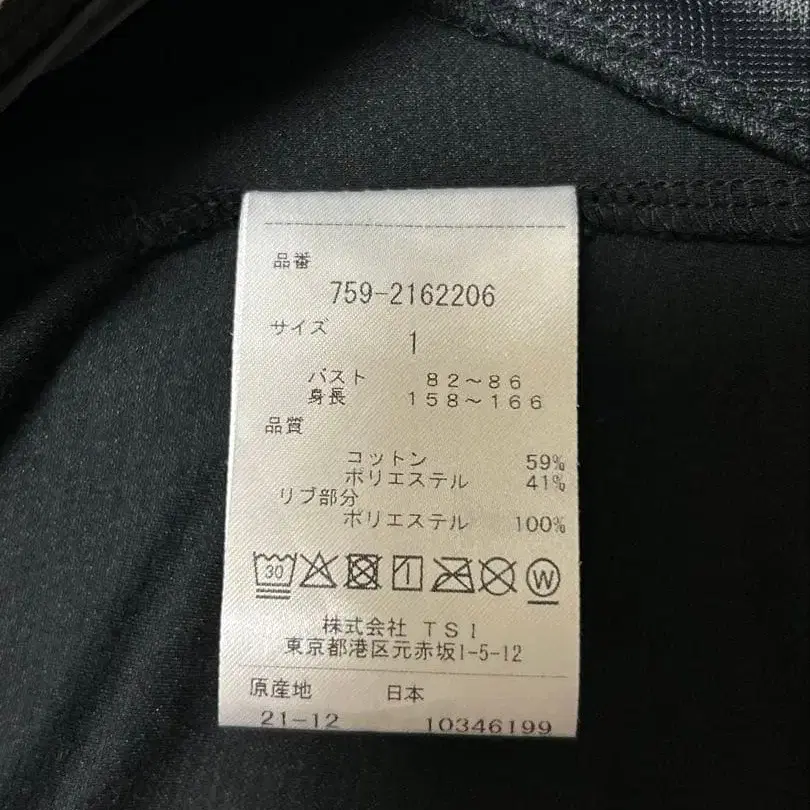 品番
759-2162206
サイズ
1
バスト 82～86
身長 158～166
品質
コットン 59%
ポリエステル 41%
リブ部分
ポリエステル 100%
30 W
株式会社 TSI
東京都港区元赤坂1-5-12
原産地 日本
21-12 10346199